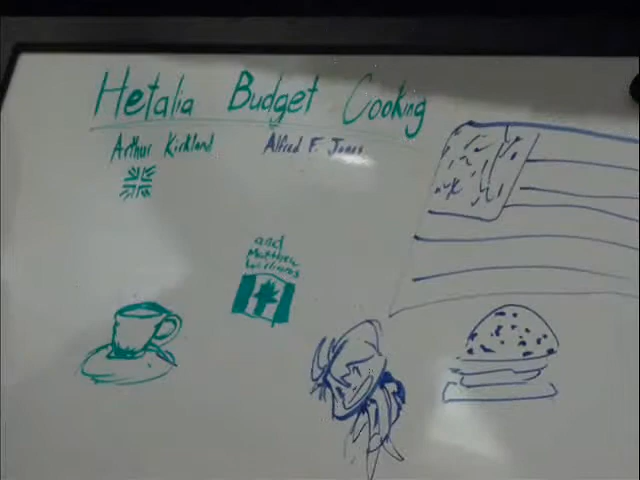 Hetalia Budget Cooking
Arthur Kirkland
Alfred F. Jones
and
Matthew
Williams